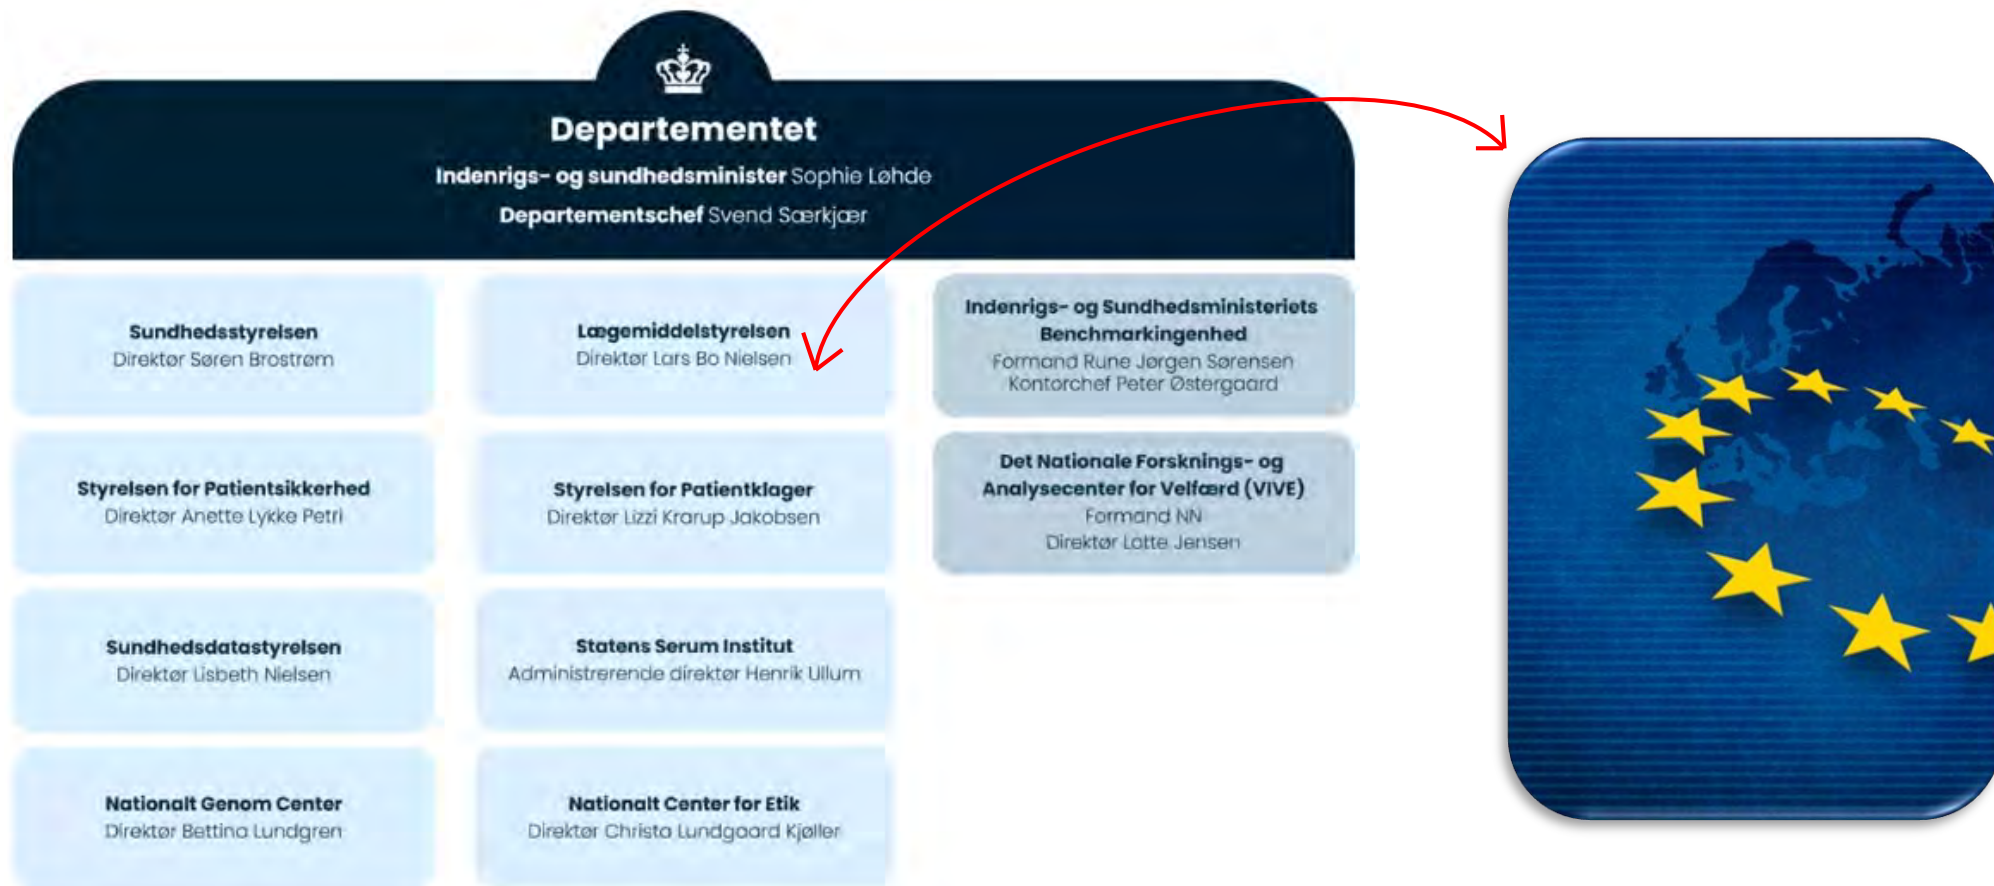 Departementet
Indenrigs- og sundhedsminister Sophie Løhde
Departementschef Svend Særkjær
Sundhedsstyrelsen
Direktør Søren Brostrøm
Lægemiddelstyrelsen
Direktør Lars Bo Nielsen
Indenrigs- og Sundhedsministeriets
Benchmarkingenhed
Formand Rune Jørgen Sørensen
Kontorchef Peter Østergaard
Styrelsen for Patientsikkerhed
Direktør Anette Lykke Petri
Styrelsen for Patientklager
Direktør Lizzi Krarup Jakobsen
Det Nationale Forsknings- og
Analysecenter for Velfærd (VIVE)
Formand NN
Direktør Lotte Jensen
Sundhedsdatastyrelsen
Direktør Lisbeth Nielsen
Statens Serum Institut
Administrerende direktør Henrik Ullum
Nationalt Genom Center
Direktør Bettina Lundgren
Nationalt Center for Etik
Direktør Christa Lundgaard Kjøller